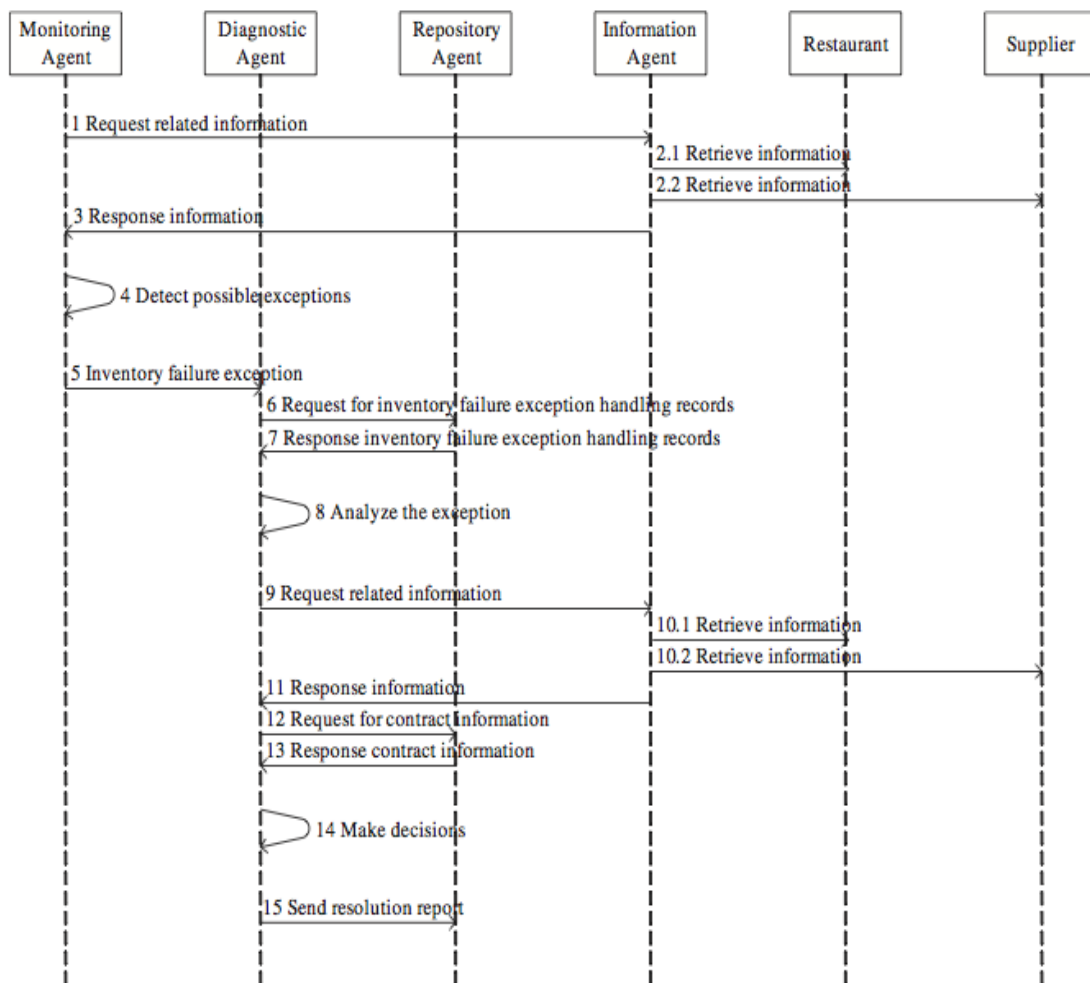 Monitoring
Agent
Diagnostic
Agent
Repository
Agent
Information
Agent
Restaurant
Supplier
1 Request related information
2.1 Retrieve information
2.2 Retrieve information
3 Response information
4 Detect possible exceptions
5 Inventory failure exception
6 Request for inventory failure exception handling records
7 Response inventory failure exception handling records
8 Analyze the exception
9 Request related information
10.1 Retrieve information
10.2 Retrieve information
11 Response information
12 Request for contract information
13 Response contract information
14 Make decisions
15 Send resolution report